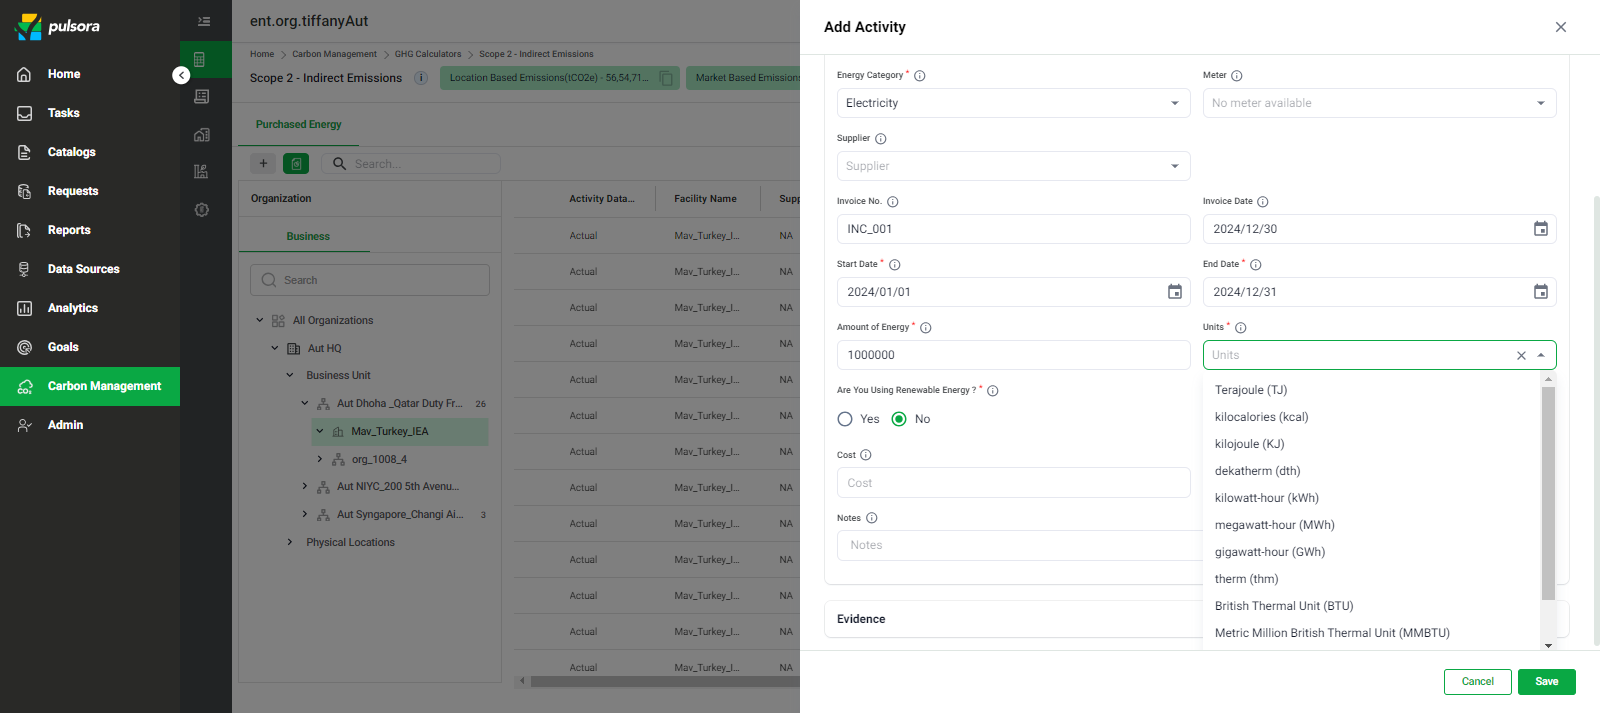 pulsora
Home
Tasks
Catalogs
Requests
Reports
Data Sources
Analytics
Goals
Carbon Management
Admin
ent.org.tiffanyAut
Home > Carbon Management > GHG Calculators > Scope 2 - Indirect Emissions
Scope 2 - Indirect Emissions
Location Based Emissions(tCO2e) - 56,54,71...
Market Based Emissions
Purchased Energy
Search...
Organization
Business
Search
All Organizations
Aut HQ
Business Unit
Aut Dhoha _Qatar Duty Fr... 26
Mav_Turkey_IEA
org_1008_4
Aut NIYC_200 5th Avenu...
Aut Syngapore_Changi Ai... 3
Physical Locations
Activity Data... Facility Name Supp
Actual Mav_Turkey_I... NA
Actual Mav_Turkey_I... NA
Actual Mav_Turkey_I... NA
Actual Mav_Turkey_I... NA
Actual Mav_Turkey_I... NA
Actual Mav_Turkey_I... NA
Actual Mav_Turkey_I... NA
Actual Mav_Turkey_I... NA
Actual Mav_Turkey_I... NA
Actual Mav_Turkey_I... NA
Actual Mav_Turkey_I... NA
Actual Mav_Turkey_I... NA
Actual Mav_Turkey_I... NA
Add Activity
Energy Category *
Electricity
Meter
No meter available
Supplier
Supplier
Invoice No.
INC_001
Invoice Date
2024/12/30
Start Date *
2024/01/01
End Date *
2024/12/31
Amount of Energy *
1000000
Units *
Units
Terajoule (TJ)
kilocalories (kcal)
kilojoule (KJ)
dekatherm (dth)
kilowatt-hour (kWh)
megawatt-hour (MWh)
gigawatt-hour (GWh)
therm (thm)
British Thermal Unit (BTU)
Metric Million British Thermal Unit (MMBTU)
Are You Using Renewable Energy ? *
Yes No
Cost
Cost
Notes
Notes
Evidence
Cancel
Save